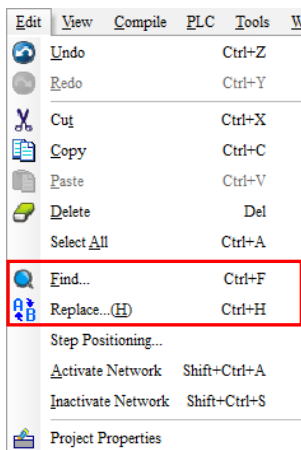 Edit View Compile PLC Tools
Undo Ctrl+Z
Redo Ctrl+Y
Cut Ctrl+X
Copy Ctrl+C
Paste Ctrl+V
Delete Del
Select All Ctrl+A
Find... Ctrl+F
Replace...(H) Ctrl+H
Step Positioning...
Activate Network Shift+Ctrl+A
Inactivate Network Shift+Ctrl+S
Project Properties